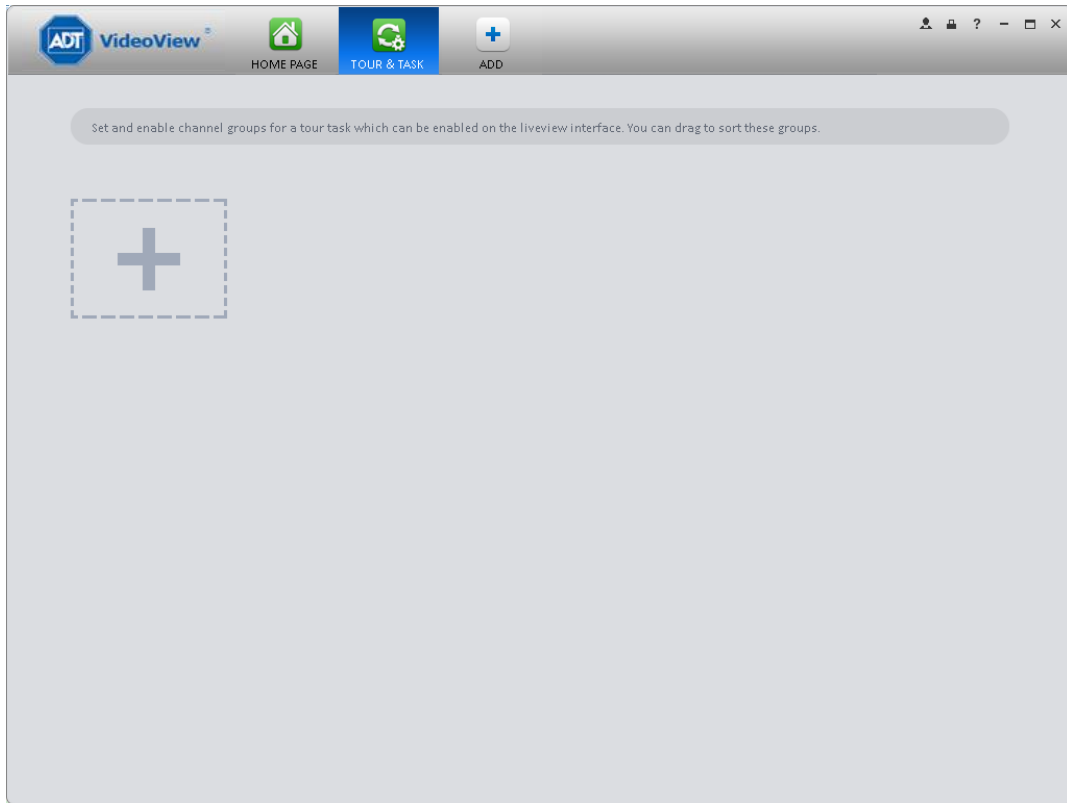 ADT VideoView®
HOME PAGE
TOUR & TASK
ADD
?
Set and enable channel groups for a tour task which can be enabled on the liveview interface. You can drag to sort these groups.